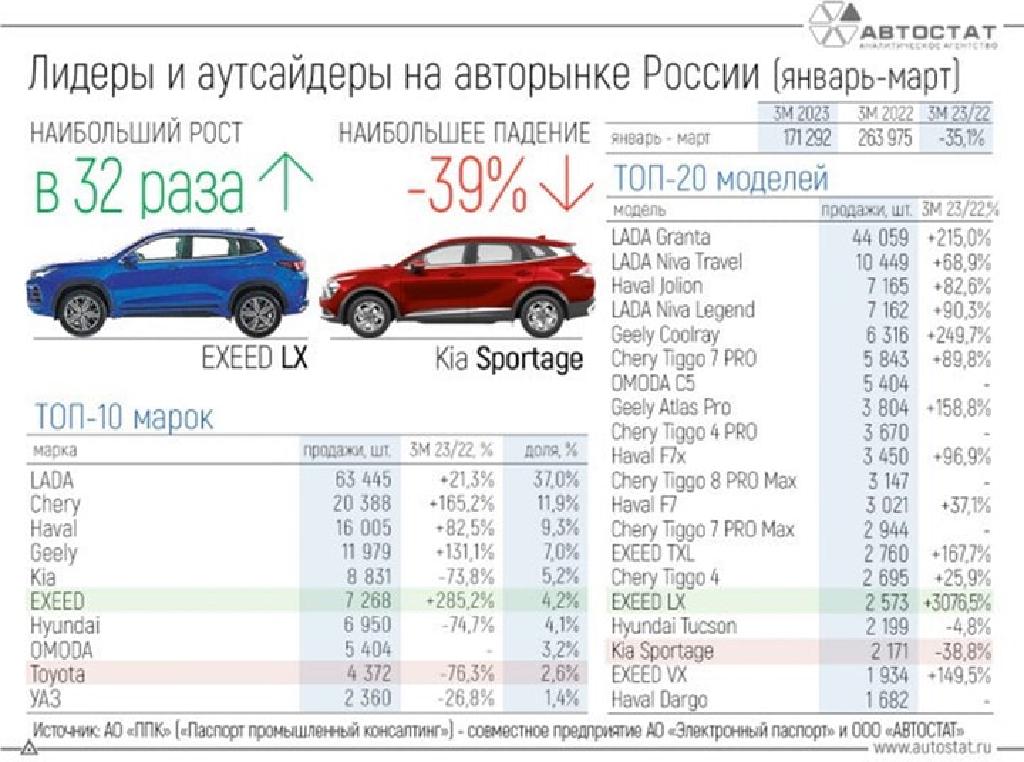 АВТОСТАТ
АНАЛИТИЧЕСКОЕ АГЕНТСТВО
Лидеры и аутсайдеры на авторынке России (январь-март)
НАИБОЛЬШИЙ РОСТ
в 32 раза
EXEED LX
НАИБОЛЬШЕЕ ПАДЕНИЕ
-39%
Kia Sportage
3М 2023 3М 2022 3М 23/22
январь - март 171 292 263 975 -35,1%
ТОП-10 марок
марка продажи, шт. 3М 23/22, % доля, %
LADA 63 445 +21,3% 37,0%
Chery 20 388 +165,2% 11,9%
Haval 16 005 +82,5% 9,3%
Geely 11 979 +131,1% 7,0%
Kia 8 831 -73,8% 5,2%
EXEED 7 268 +285,2% 4,2%
Hyundai 6 950 -74,7% 4,1%
OMODA 5 404 - 3,2%
Toyota 4 372 -76,3% 2,6%
УАЗ 2 360 -26,8% 1,4%
ТОП-20 моделей
модель продажи, шт. 3М 23/22,%
LADA Granta 44 059 +215,0%
LADA Niva Travel 10 449 +68,9%
Haval Jolion 7 165 +82,6%
LADA Niva Legend 7 162 +90,3%
Geely Coolray 6 316 +249,7%
Chery Tiggo 7 PRO 5 843 +89,8%
OMODA C5 5 404 -
Geely Atlas Pro 3 804 +158,8%
Chery Tiggo 4 PRO 3 670 -
Haval F7x 3 450 +96,9%
Chery Tiggo 8 PRO Max 3 147 -
Haval F7 3 021 +37,1%
Chery Tiggo 7 PRO Max 2 944 -
EXEED TXL 2 760 +167,7%
Chery Tiggo 4 2 695 +25,9%
EXEED LX 2 573 +3076,5%
Hyundai Tucson 2 199 -4,8%
Kia Sportage 2 171 -38,8%
EXEED VX 1 934 +149,5%
Haval Dargo 1 682 -
Источник: АО «ППК» («Паспорт промышленный консалтинг») - совместное предприятие АО «Электронный паспорт» и ООО «АВТОСТАТ»
www.autostat.ru